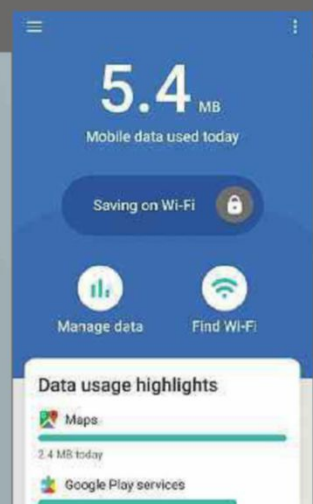 5.4 MB
Mobile data used today
Saving on Wi-Fi
Manage data
Find Wi-Fi
Data usage highlights
Maps
2.4 MB today
Google Play services